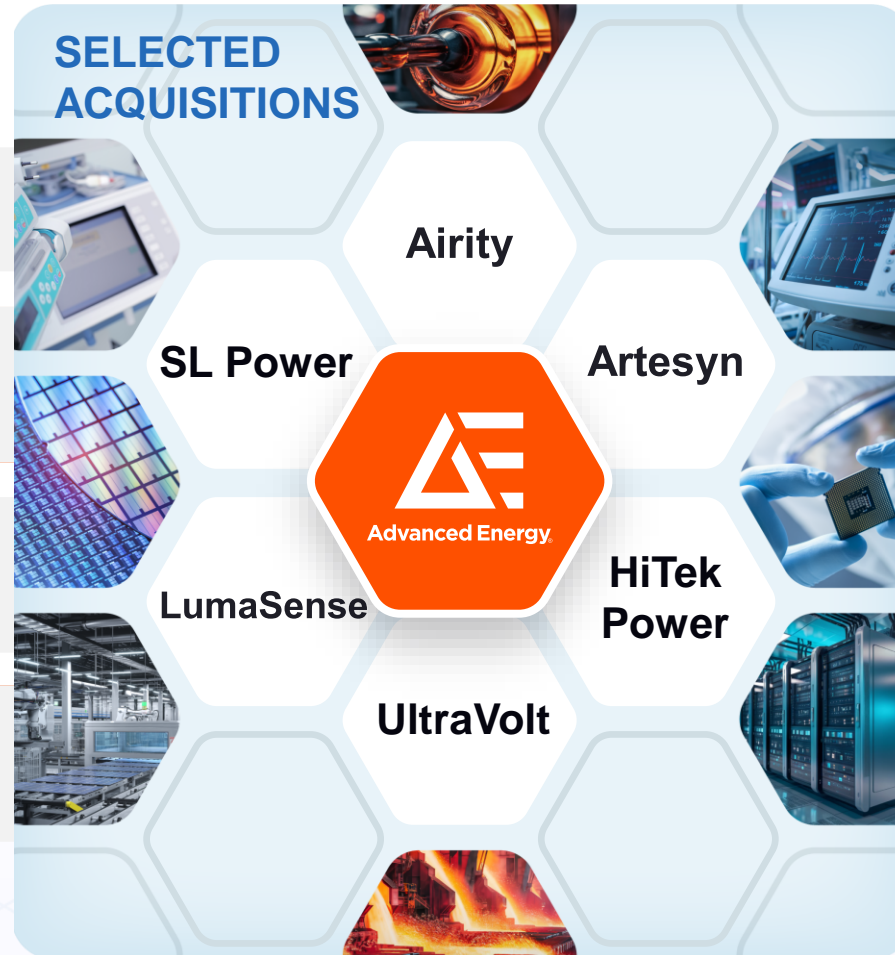 SELECTED
ACQUISITIONS
Airity
SL Power
Artesyn
Advanced Energy®
LumaSense
HiTek
Power
UltraVolt